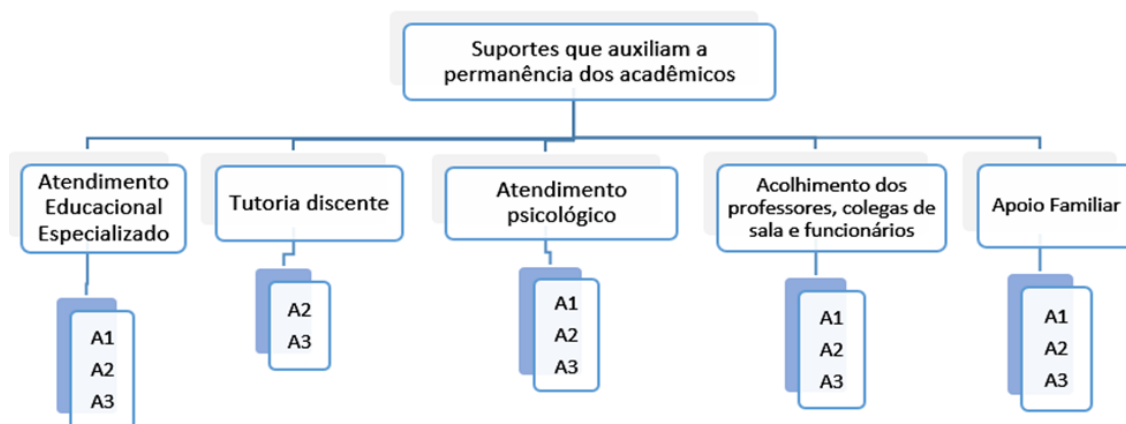 Suportes que auxiliam a
permanência dos acadêmicos
Atendimento
Educacional
Especializado
Tutoria discente
Atendimento
psicológico
Acolhimento dos
professores, colegas de
sala e funcionários
Apoio Familiar
A1
A2
A3
A2
A3
A1
A2
A3
A1
A2
A3
A1
A2
A3